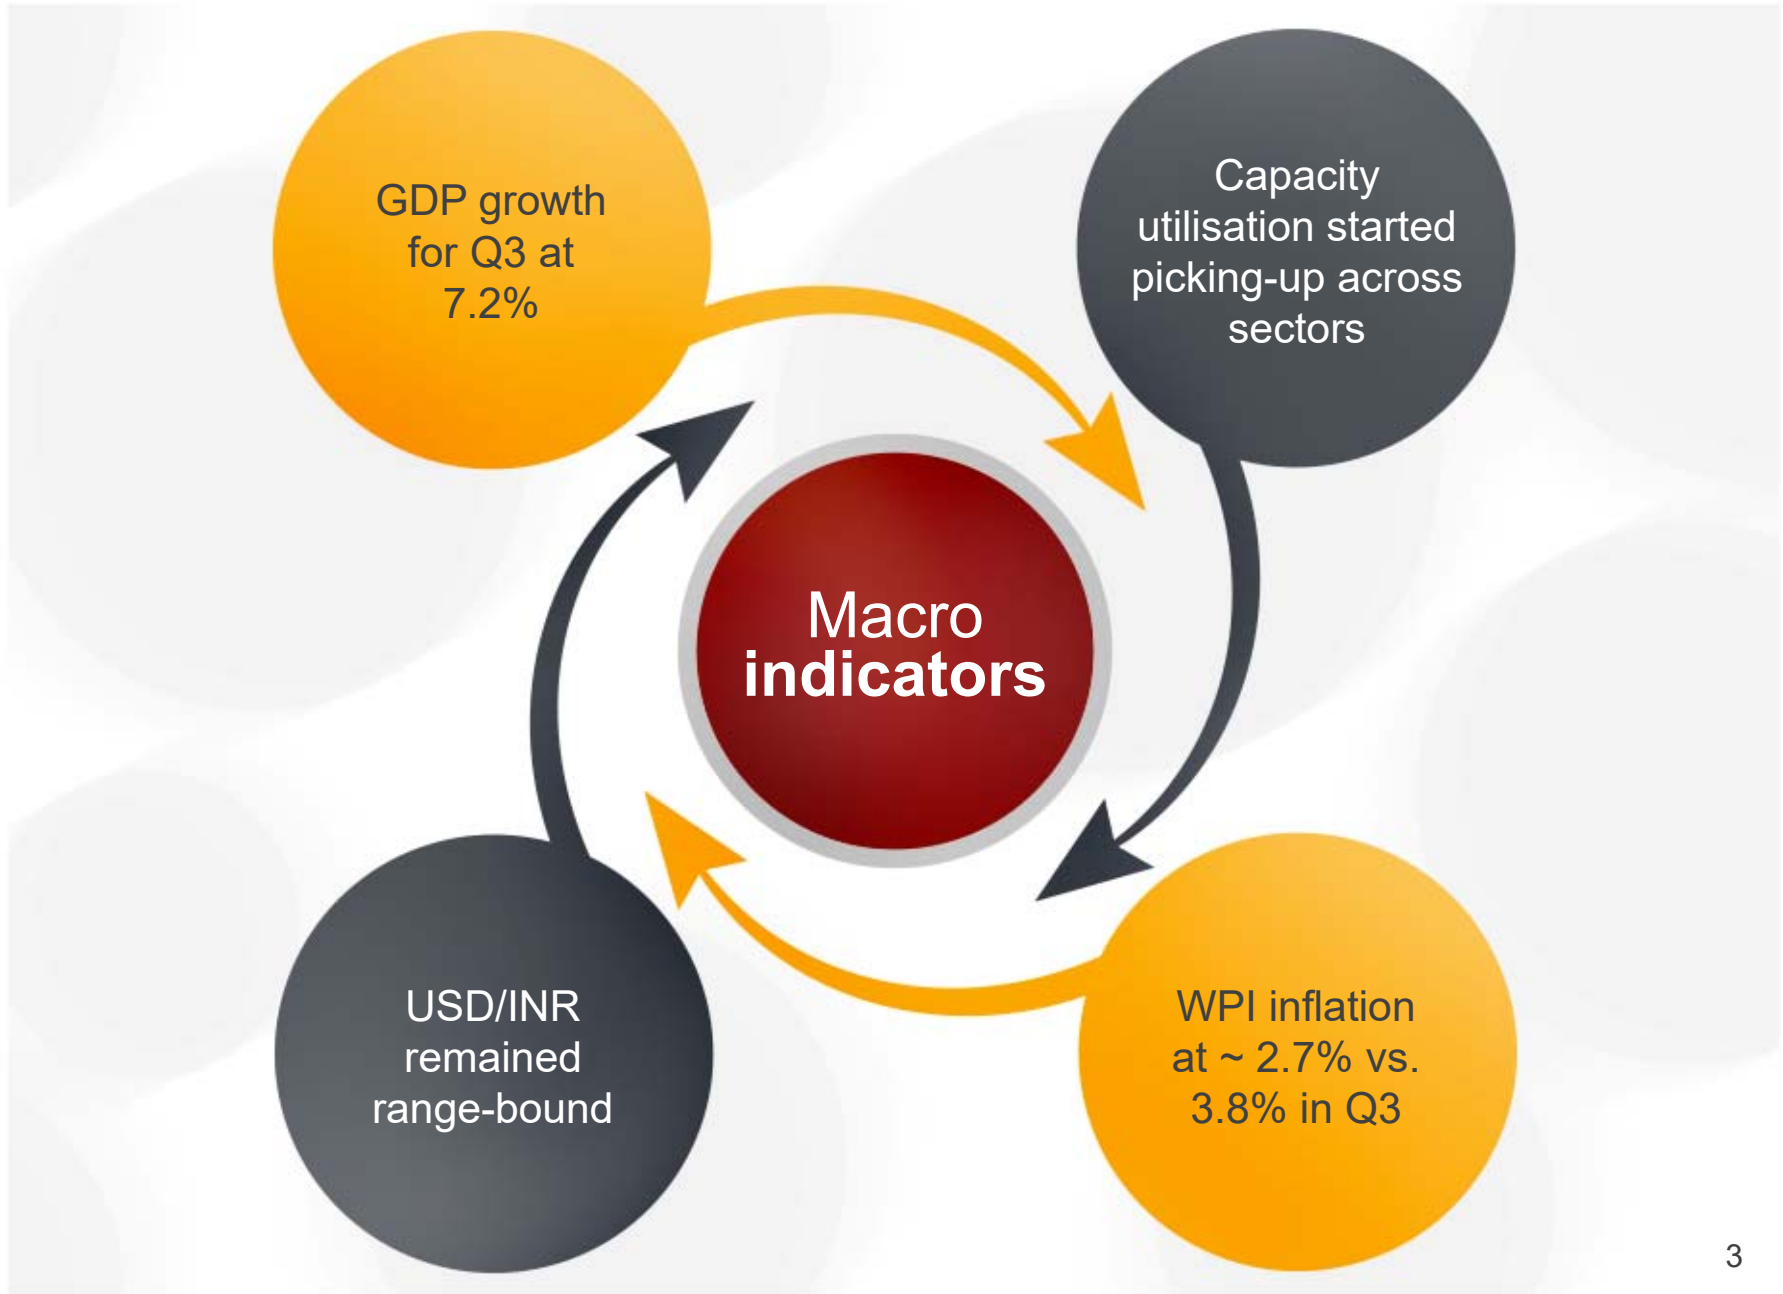 GDP growth
for Q3 at
7.2%
Capacity
utilisation started
picking-up across
sectors
Macro
indicators
USD/INR
remained
range-bound
WPI inflation
at ~ 2.7% vs.
3.8% in Q3
3